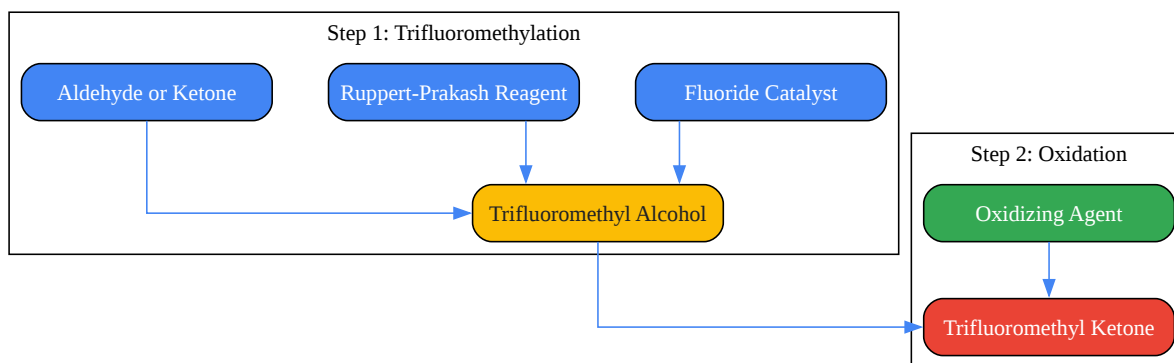 Step 1: Trifluoromethylation
Aldehyde or Ketone
Ruppert-Prakash Reagent
Fluoride Catalyst
Trifluoromethyl Alcohol
Step 2: Oxidation
Oxidizing Agent
Trifluoromethyl Ketone